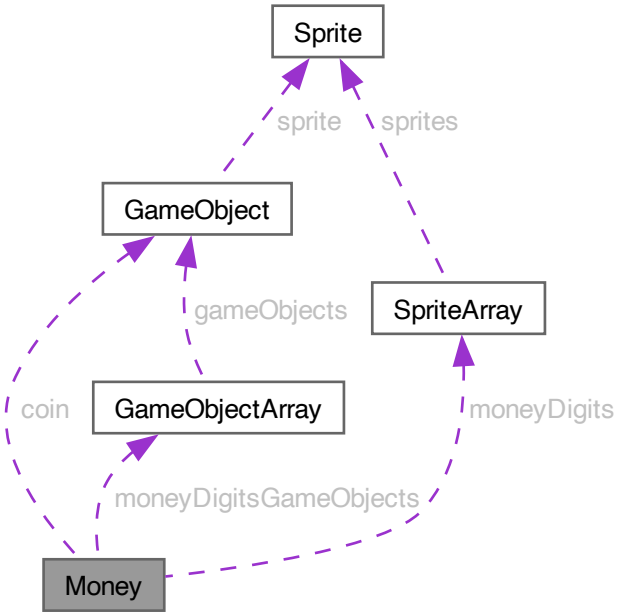 Sprite
sprite
sprites
GameObject
gameObjects
SpriteArray
coin
GameObjectArray
moneyDigits
moneyDigitsGameObjects
Money